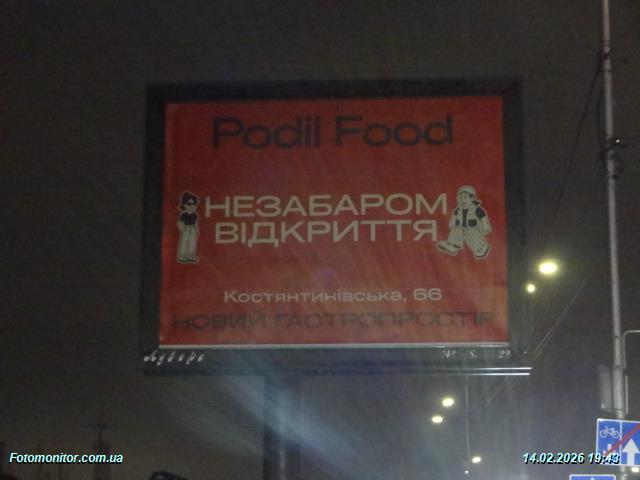 Podil Food
НЕЗАБАРОМ
ВІДКРИТТЯ
Костянтинівська, 66
НОВИЙ ГАСТРОПРОСТІР
Fotomonitor.com.ua
14.02.2026 19:43